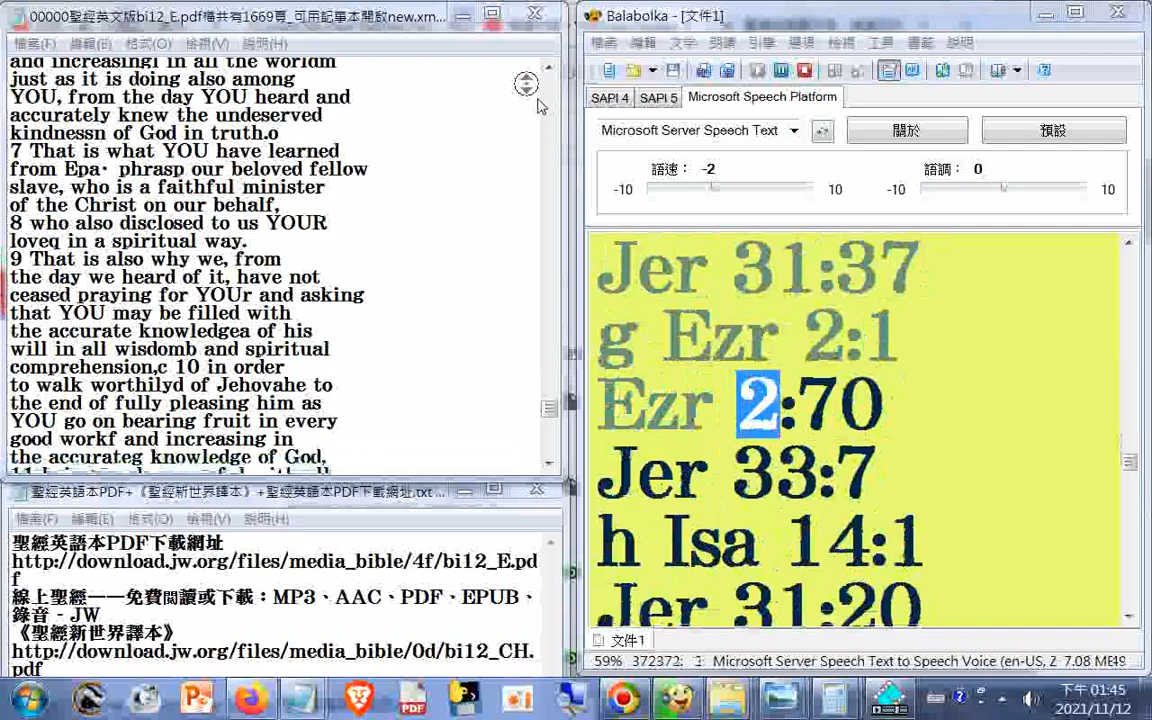 00000聖經英文版bi12_E.pdf檔共有1669頁_可用記事本開啟new.xm...
檔案(F) 編輯(E) 格式(O) 檢視(V) 說明(H)
and increasingl in all the worldm
just as it is doing also among
YOU, from the day YOU heard and
accurately knew the undeserved
kindnessn of God in truth.o
7 That is what YOU have learned
from Epa· phrasp our beloved fellow
slave, who is a faithful minister
of the Christ on our behalf,
8 who also disclosed to us YOUR
loveq in a spiritual way.
9 That is also why we, from
the day we heard of it, have not
ceased praying for YOUr and asking
that YOU may be filled with
the accurate knowledgea of his
will in all wisdomb and spiritual
comprehension,c 10 in order
to walk worthilyd of Jehovahe to
the end of fully pleasing him as
YOU go on bearing fruit in every
good workf and increasing in
the accurateg knowledge of God,
聖經英語本PDF+《聖經新世界譯本》+聖經英語本PDF下載網址.txt ...
檔案(F) 編輯(E) 格式(O) 檢視(V) 說明(H)
聖經英語本PDF下載網址
http://download.jw.org/files/media_bible/4f/bi12_E.pd
f
線上聖經——免費閱讀或下載：MP3、AAC、PDF、EPUB、
錄音 - JW
《聖經新世界譯本》
http://download.jw.org/files/media_bible/0d/bi12_CH.
pdf
Balabolka - [文件1]
檔案 編輯 文字 朗讀 引擎 選項 檢視 工具 書籤 說明
SAPI 4 SAPI 5 Microsoft Speech Platform
Microsoft Server Speech Text 關於 預設
語速： -2 語調： 0
-10 10 -10 10
Jer 31:37
g Ezr 2:1
Ezr 2:70
Jer 33:7
h Isa 14:1
Jer 31:20
文件1
59% 372372: Microsoft Server Speech Text to Speech Voice (en-US, Z 7.08 MB
PDF
下午 01:45
2021/11/12